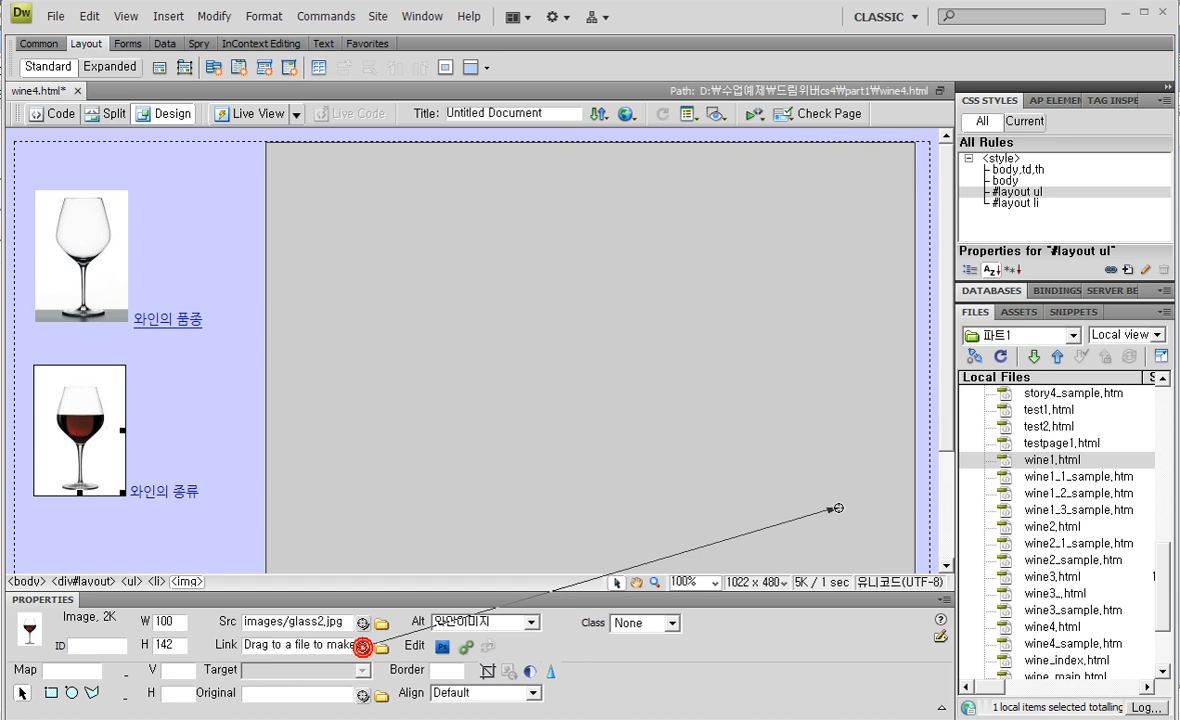 Dw File Edit View Insert Modify Format Commands Site Window Help CLASSIC
Common Layout Forms Data Spry InContext Editing Text Favorites
Standard Expanded
wine4.html* Path: D:₩수업예제₩드림위버cs4₩part1₩wine4.html
Code Split Design Live View Live Code Title: Untitled Document Check Page
와인의 품종
와인의 종류
<body> <div#layout> <ul> <li> <img> 100% 1022 x 480 5K / 1 sec 유니코드(UTF-8)
PROPERTIES
Image, 2K W 100 Src images/glass2.jpg Alt 와인이미지 Class None
ID H 142 Link Drag to a file to make Edit Ps
Map V Target Border
H Original Align Default
CSS STYLES AP ELEMEN TAG INSPE
All Current
All Rules
<style>
body,td,th
body
#layout ul
#layout li
Properties for "#layout ul"
DATABASES BINDINGS SERVER BE
FILES ASSETS SNIPPETS
파트1 Local view
Local Files S
story4_sample.htm
test1.html
test2.html
testpage1.html
wine1.html
wine1_1_sample.htm
wine1_2_sample.htm
wine1_3_sample.htm
wine2.html
wine2_1_sample.htm
wine2_sample.htm
wine3.html 1
wine3_.html
wine3_sample.html
wine4.html
wine4_sample.htm
wine_index.html
wine_main.html
1 local items selected totalling Log...